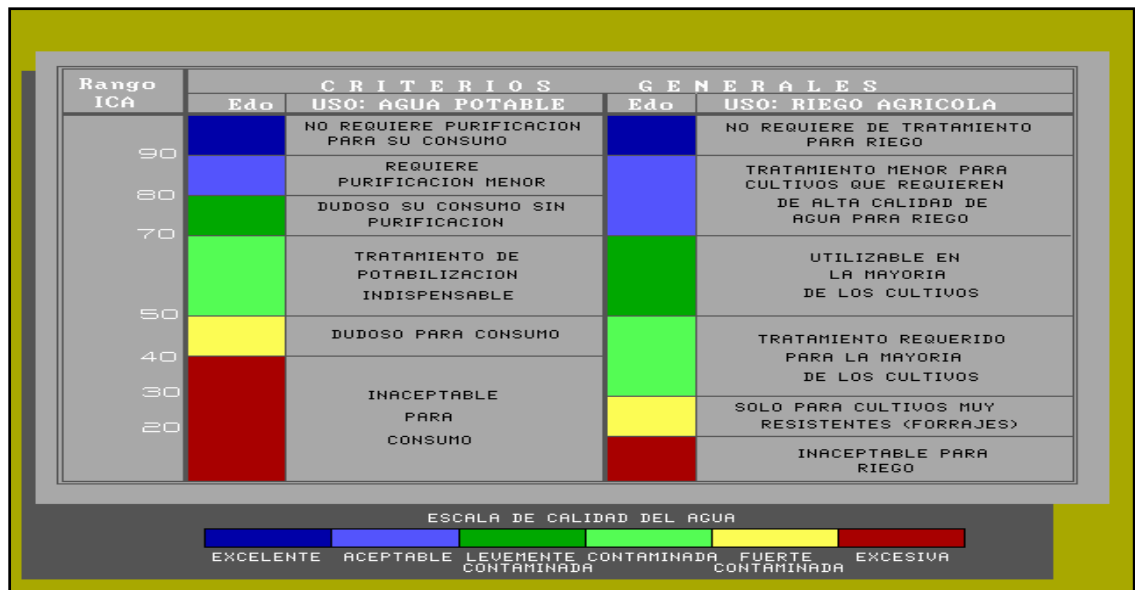 Rango
ICA
CRITERIOS GENERALES
Edo
USO: AGUA POTABLE
Edo
USO: RIEGO AGRICOLA
90
80
70
50
40
30
20
NO REQUIERE PURIFICACION
PARA SU CONSUMO
REQUIERE
PURIFICACION MENOR
DUDOSO SU CONSUMO SIN
PURIFICACION
TRATAMIENTO DE
POTABILIZACION
INDISPENSABLE
DUDOSO PARA CONSUMO
INACEPTABLE
PARA
CONSUMO
NO REQUIERE DE TRATAMIENTO
PARA RIEGO
TRATAMIENTO MENOR PARA
CULTIVOS QUE REQUIEREN
DE ALTA CALIDAD DE
AGUA PARA RIEGO
UTILIZABLE EN
LA MAYORIA
DE LOS CULTIVOS
TRATAMIENTO REQUERIDO
PARA LA MAYORIA
DE LOS CULTIVOS
SOLO PARA CULTIVOS MUY
RESISTENTES (FORRAJES)
INACEPTABLE PARA
RIEGO
ESCALA DE CALIDAD DEL AGUA
EXCELENTE
ACEPTABLE
LEVEMENTE
CONTAMINADA
CONTAMINADA
FUERTE
CONTAMINADA
EXCESIVA